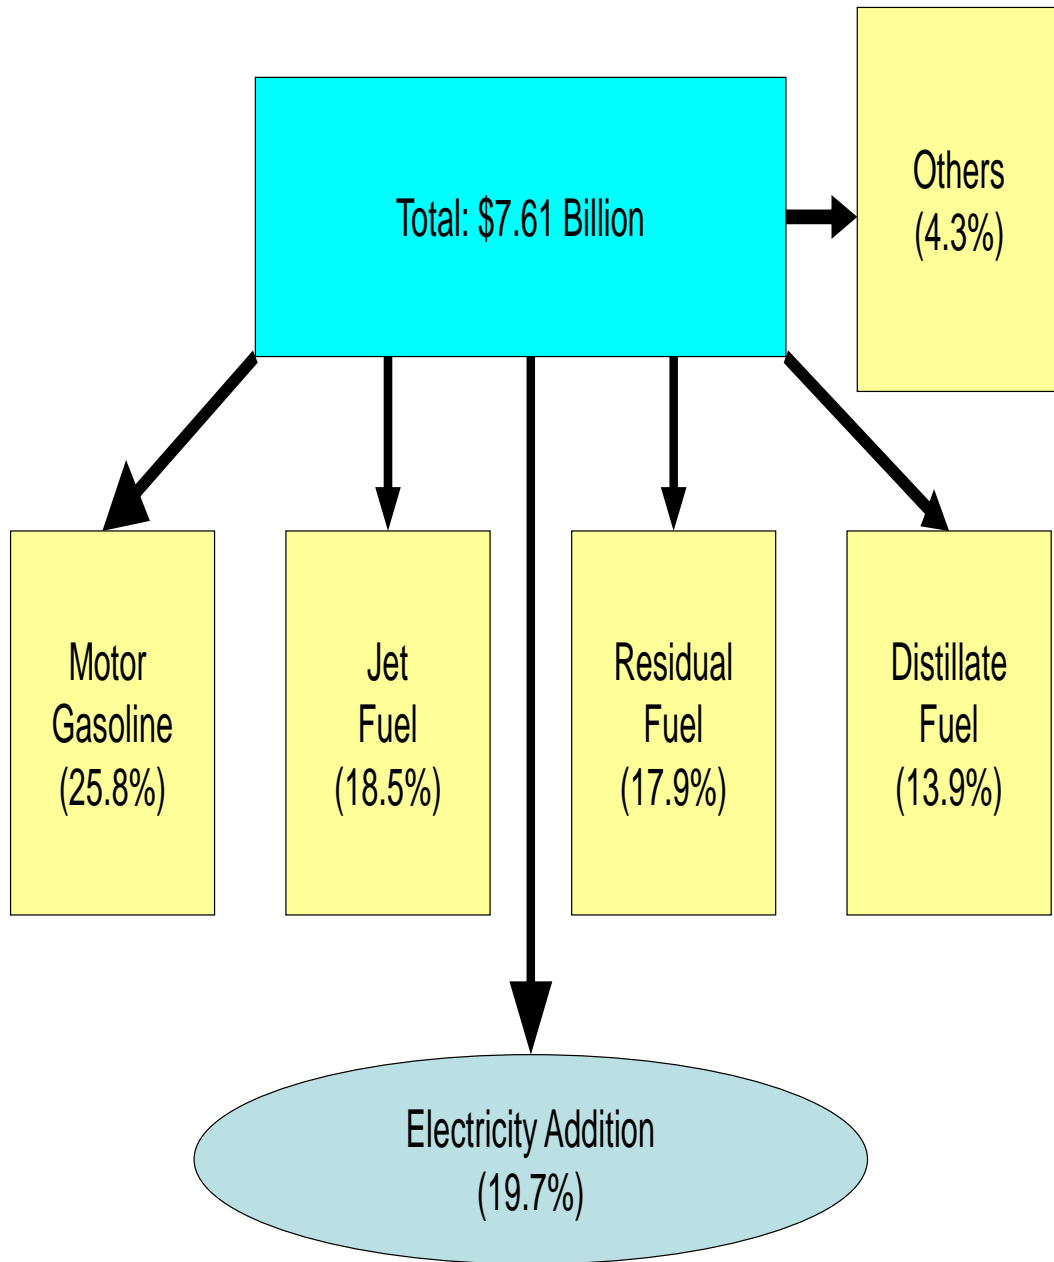 Others
(4.3%)
Total: $7.61 Billion
Motor
Gasoline
(25.8%)
Jet
Fuel
(18.5%)
Residual
Fuel
(17.9%)
Distillate
Fuel
(13.9%)
Electricity Addition
(19.7%)